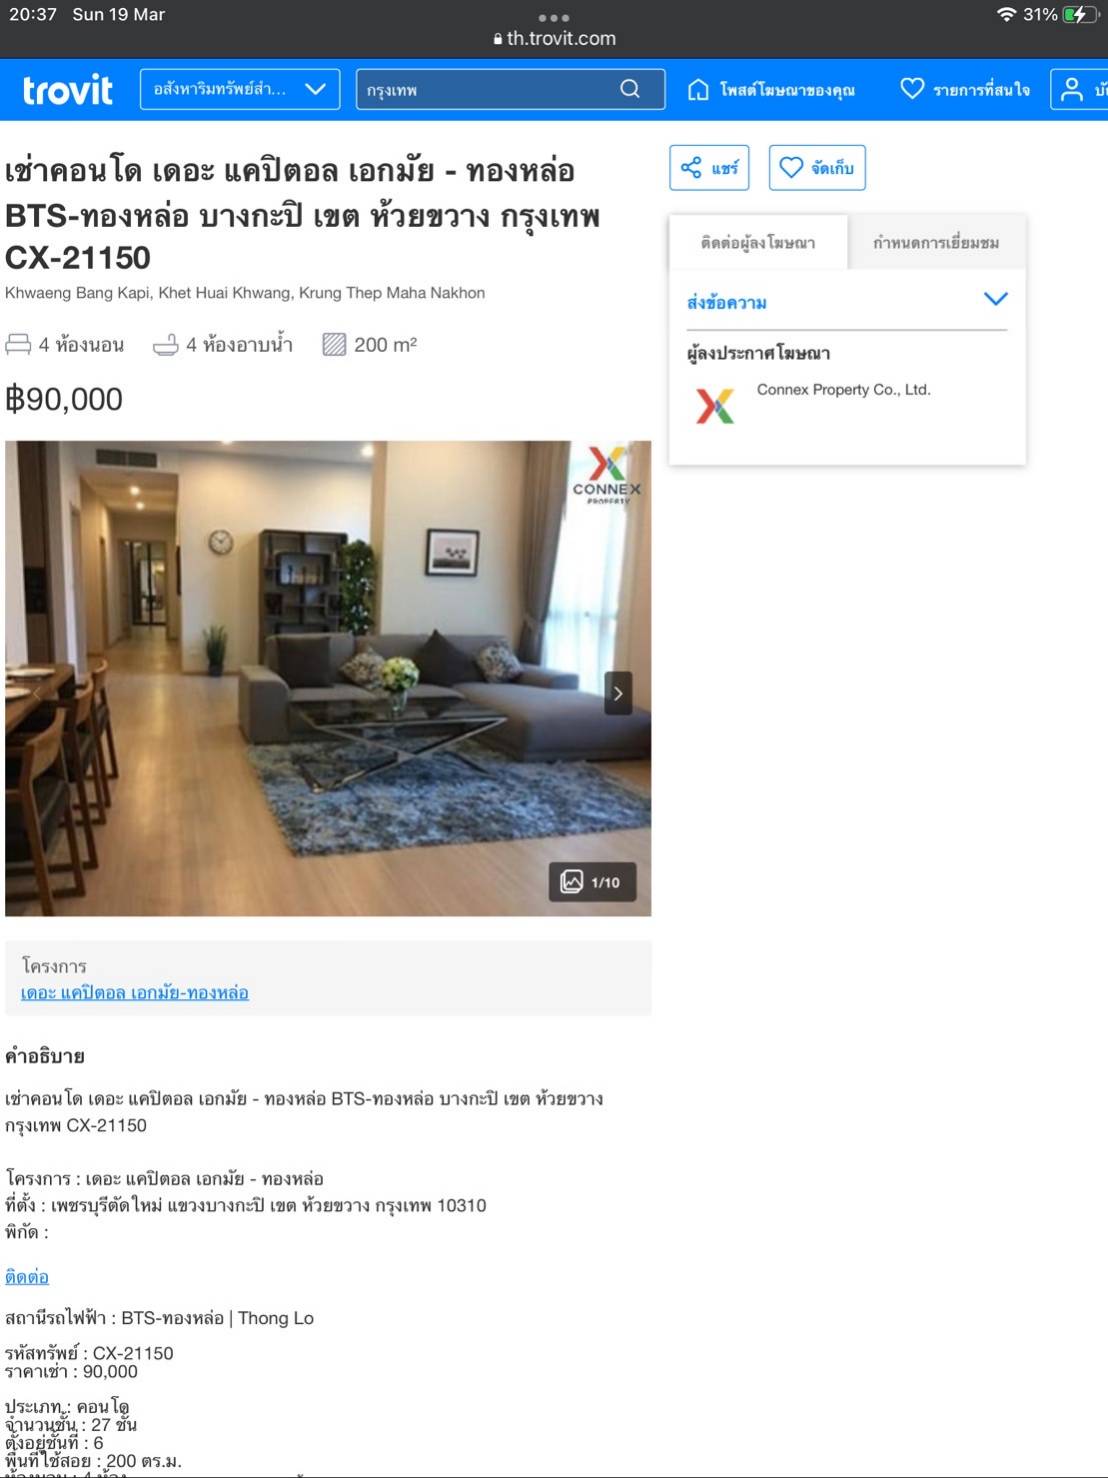 20:37 Sun 19 Mar
31%
th.trovit.com
trovit
อสังหาริมทรัพย์สำ...
กรุงเทพ
โพสต์โฆษณาของคุณ
รายการที่สนใจ
เช่าคอนโด เดอะ แคปิตอล เอกมัย - ทองหล่อ
BTS-ทองหล่อ บางกะปิ เขต ห้วยขวาง กรุงเทพ
CX-21150
Khwaeng Bang Kapi, Khet Huai Khwang, Krung Thep Maha Nakhon
4 ห้องนอน 4 ห้องอาบน้ำ 200 m²
฿90,000
แชร์
จัดเก็บ
ติดต่อผู้ลงโฆษณา
กำหนดการเยี่ยมชม
ส่งข้อความ
ผู้ลงประกาศโฆษณา
Connex Property Co., Ltd.
CONNEX
PROPERTY
1/10
โครงการ
เดอะ แคปิตอล เอกมัย-ทองหล่อ
คำอธิบาย
เช่าคอนโด เดอะ แคปิตอล เอกมัย - ทองหล่อ BTS-ทองหล่อ บางกะปิ เขต ห้วยขวาง
กรุงเทพ CX-21150
โครงการ : เดอะ แคปิตอล เอกมัย - ทองหล่อ
ที่ตั้ง : เพชรบุรีตัดใหม่ แขวงบางกะปิ เขต ห้วยขวาง กรุงเทพ 10310
พิกัด :
ติดต่อ
สถานีรถไฟฟ้า : BTS-ทองหล่อ | Thong Lo
รหัสทรัพย์ : CX-21150
ราคาเช่า : 90,000
ประเภท : คอนโด
จำนวนชั้น : 27 ชั้น
ตั้งอยู่ชั้นที่ : 6
พื้นที่ใช้สอย : 200 ตร.ม.